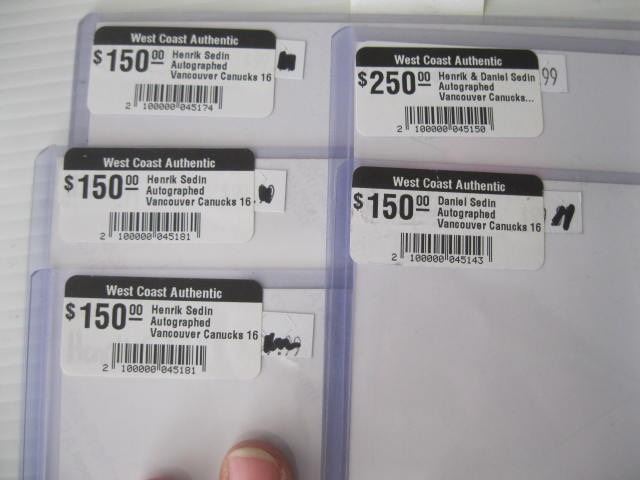 West Coast Authentic
$150 00 Henrik Sedin
Autographed
Vancouver Canucks 16
2 100000 045174
West Coast Authentic
$250 00 Henrik & Daniel Sedin
Autographed
Vancouver Canucks...
2 100000 045150
99
West Coast Authentic
$150 00 Henrik Sedin
Autographed
Vancouver Canucks 16
2 100000 045181
West Coast Authentic
$150 00 Daniel Sedin
Autographed
Vancouver Canucks 16
2 100000 045143
West Coast Authentic
$150 00 Henrik Sedin
Autographed
Vancouver Canucks 16
2 100000 045181